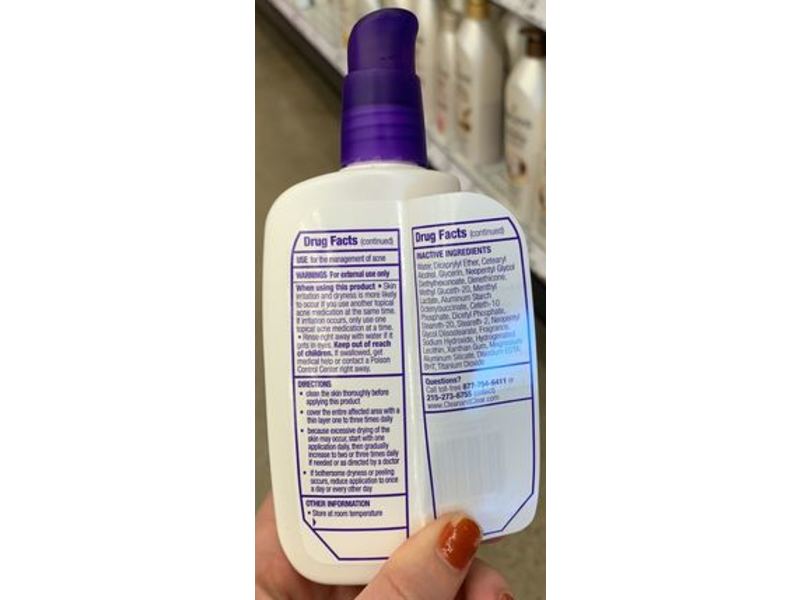 Drug Facts (continued)
USE for the management of acne
WARNINGS For external use only
When using this product • Skin
irritation and dryness is more likely
to occur if you use another topical
acne medication at the same time.
If irritation occurs, only use one
topical acne medication at a time.
• Rinse right away with water if it
gets in eyes. Keep out of reach
of children. If swallowed, get
medical help or contact a Poison
Control Center right away.
DIRECTIONS
• clean the skin thoroughly before
applying this product
• cover the entire affected area with a
thin layer one to three times daily
• because excessive drying of the
skin may occur, start with one
application daily, then gradually
increase to two or three times daily
if needed or as directed by a doctor
• if bothersome dryness or peeling
occurs, reduce application to once
a day or every other day
OTHER INFORMATION
• Store at room temperature
Drug Facts (continued)
INACTIVE INGREDIENTS
Water, Dicaprylyl Ether, Cetearyl
Alcohol, Glycerin, Neopentyl Glycol
Diethylhexanoate, Dimethicone,
Methyl Gluceth-20, Menthyl
Lactate, Aluminum Starch
Octenylsuccinate, Ceteth-10
Phosphate, Dicetyl Phosphate,
Steareth-20, Steareth-2, Neopentyl
Glycol Diisostearate, Fragrance,
Sodium Hydroxide, Hydrogenated
Lecithin, Xanthan Gum, Magnesium
Aluminum Silicate, Disodium EDTA,
BHT, Titanium Dioxide
Questions?
Call toll-free 877-754-6411 or
215-273-8755 (collect)
www.CleanandClear.com